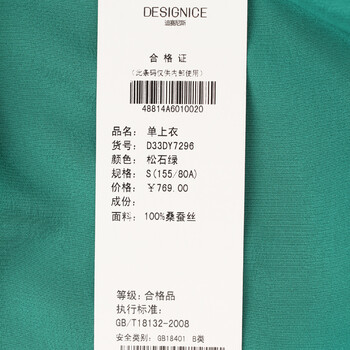 DESIGNICE
迪赛尼斯
合格证
(此条码仅供内部使用)
48814A6010020
品名: 单上衣
货号: D33DY7296
颜色: 松石绿
规格: S(155/80A)
价格: ￥769.00
成份:
面料: 100%桑蚕丝
等级: 合格品
执行标准:
GB/T18132-2008
安全类别: GB18401 B类